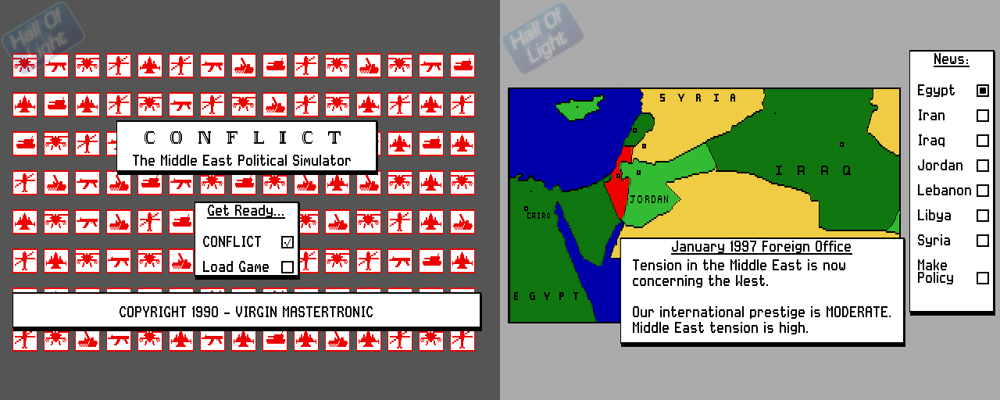 Hall Of
Light
C O N F L I C T
The Middle East Political Simulator
Get Ready...
CONFLICT
Load Game
COPYRIGHT 1990 - VIRGIN MASTERTRONIC
Hall Of
Light
S Y R I A
I R A Q
JORDAN
CAIRO
E G Y P T
January 1997 Foreign Office
Tension in the Middle East is now
concerning the West.
Our international prestige is MODERATE.
Middle East tension is high.
News:
Egypt
Iran
Iraq
Jordan
Lebanon
Libya
Syria
Make
Policy